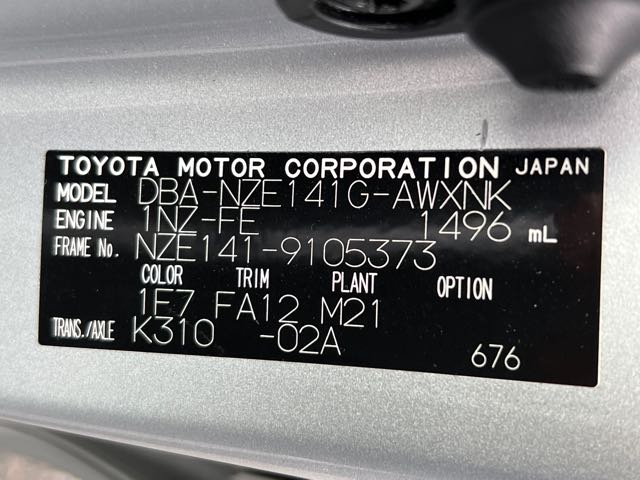 TOYOTA MOTOR CORPORATION JAPAN
MODEL DBA-NZE141G-AWXNK
ENGINE 1NZ-FE 1496 mL
FRAME No. NZE141-9105373
COLOR TRIM PLANT OPTION
1E7 FA12 M21
TRANS./AXLE K310 -02A
676